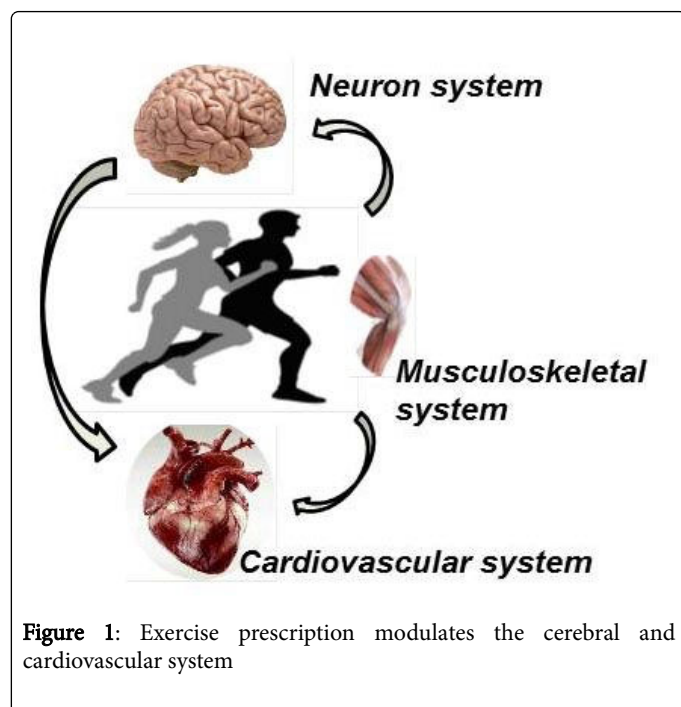 Neuron system
Musculoskeletal
system
Cardiovascular system
Figure 1: Exercise prescription modulates the cerebral and
cardiovascular system